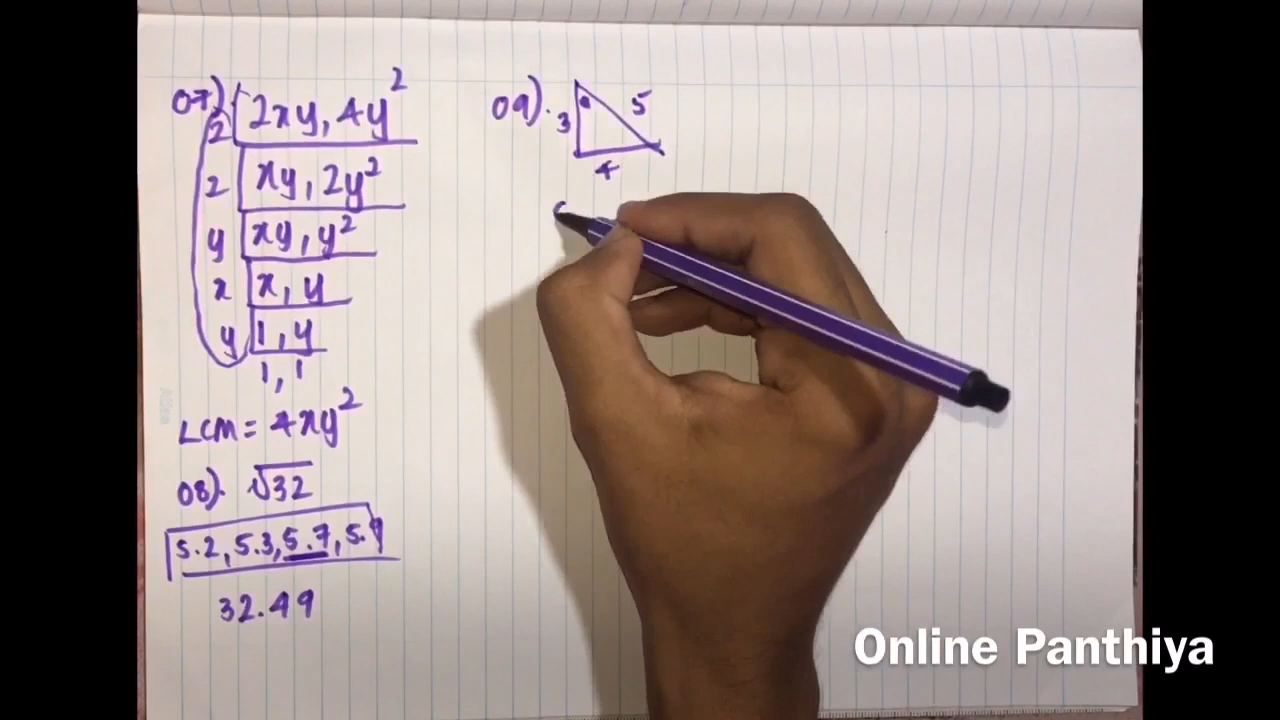 07).
2 2xy, 4y²
2 xy, 2y²
y xy, y²
x x, y
y 1, y
1, 1
LCM = 4xy²
08). √32
5.2, 5.3, 5.7, 5.9
32.49
09).
3
5
4
Online Panthiya